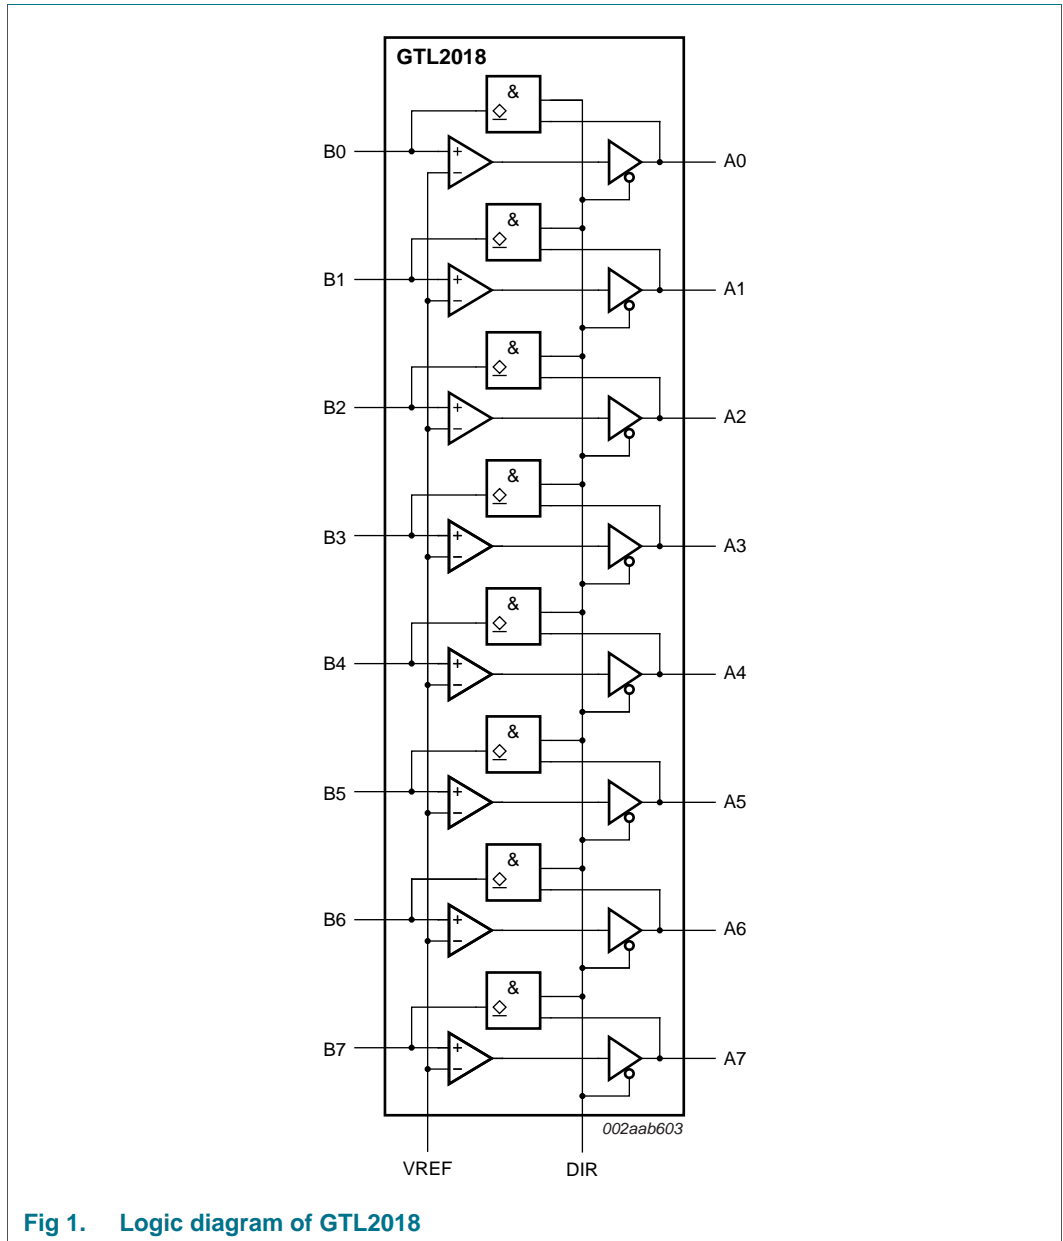 GTL2018
&
B0
+
−
A0
&
B1
+
−
A1
&
B2
+
−
A2
&
B3
+
−
A3
&
B4
+
−
A4
&
B5
+
−
A5
&
B6
+
−
A6
&
B7
+
−
A7
002aab603
VREF DIR
Fig 1. Logic diagram of GTL2018